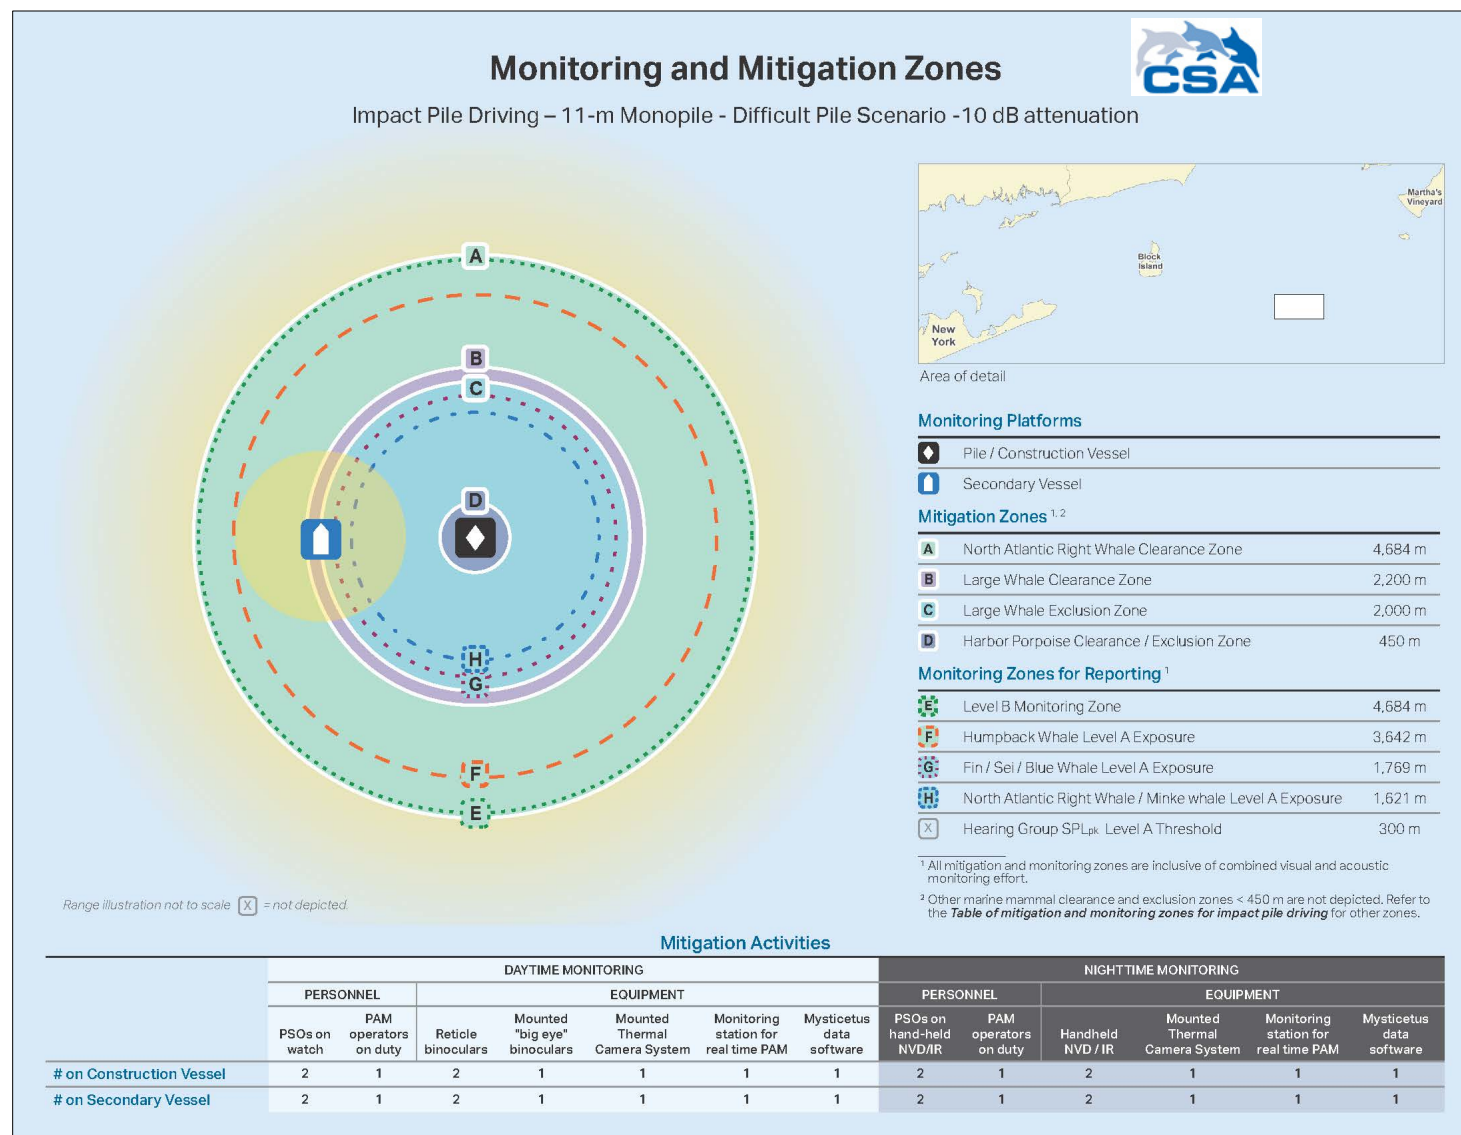 Monitoring and Mitigation Zones
CSA
Impact Pile Driving – 11-m Monopile - Difficult Pile Scenario -10 dB attenuation
A
B
C
D
H
G
F
E
Range illustration not to scale X = not depicted.
Martha's
Vineyard
Block
Island
New
York
Area of detail
Monitoring Platforms
Pile / Construction Vessel
Secondary Vessel
Mitigation Zones 1, 2
A North Atlantic Right Whale Clearance Zone 4,684 m
B Large Whale Clearance Zone 2,200 m
C Large Whale Exclusion Zone 2,000 m
D Harbor Porpoise Clearance / Exclusion Zone 450 m
Monitoring Zones for Reporting 1
E Level B Monitoring Zone 4,684 m
F Humpback Whale Level A Exposure 3,642 m
G Fin / Sei / Blue Whale Level A Exposure 1,769 m
H North Atlantic Right Whale / Minke whale Level A Exposure 1,621 m
X Hearing Group SPLpk Level A Threshold 300 m
1 All mitigation and monitoring zones are inclusive of combined visual and acoustic
monitoring effort.
2 Other marine mammal clearance and exclusion zones < 450 m are not depicted. Refer to
the Table of mitigation and monitoring zones for impact pile driving for other zones.
Mitigation Activities
DAYTIME MONITORING NIGHTTIME MONITORING
PERSONNEL EQUIPMENT PERSONNEL EQUIPMENT
PSOs on
watch
PAM
operators
on duty
Reticle
binoculars
Mounted
"big eye"
binoculars
Mounted
Thermal
Camera System
Monitoring
station for
real time PAM
Mysticetus
data
software
PSOs on
hand-held
NVD/IR
PAM
operators
on duty
Handheld
NVD / IR
Mounted
Thermal
Camera System
Monitoring
station for
real time PAM
Mysticetus
data
software
# on Construction Vessel 2 1 2 1 1 1 1 2 1 2 1 1 1
# on Secondary Vessel 2 1 2 1 1 1 1 2 1 2 1 1 1